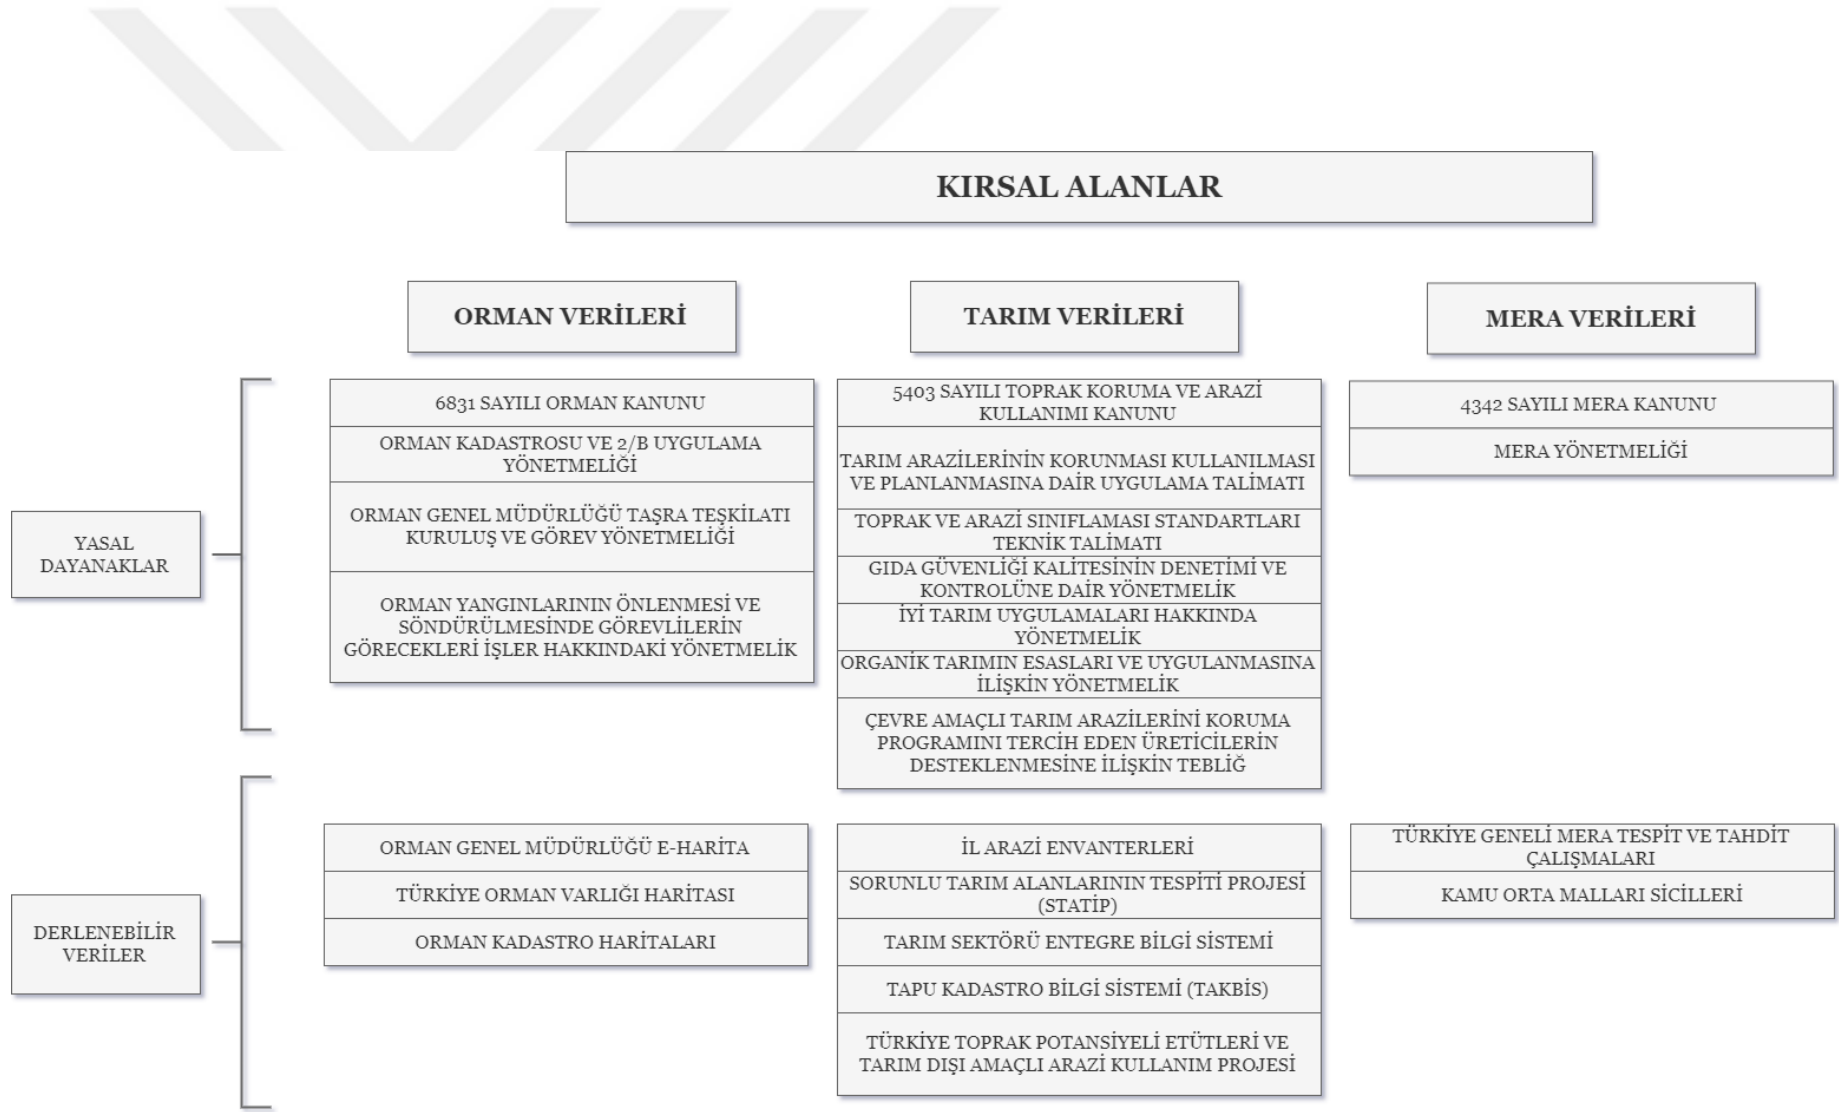 KIRSAL ALANLAR
ORMAN VERİLERİ
TARIM VERİLERİ
MERA VERİLERİ
YASAL
DAYANAKLAR
6831 SAYILI ORMAN KANUNU
ORMAN KADASTROSU VE 2/B UYGULAMA
YÖNETMELİĞİ
ORMAN GENEL MÜDÜRLÜĞÜ TAŞRA TEŞKİLATI
KURULUŞ VE GÖREV YÖNETMELİĞİ
ORMAN YANGINLARININ ÖNLENMESİ VE
SÖNDÜRÜLMESİNDE GÖREVLİLERİN
GÖRECEKLERİ İŞLER HAKKINDAKİ YÖNETMELİK
5403 SAYILI TOPRAK KORUMA VE ARAZİ
KULLANIMI KANUNU
TARIM ARAZİLERİNİN KORUNMASI KULLANILMASI
VE PLANLANMASINA DAİR UYGULAMA TALİMATI
TOPRAK VE ARAZİ SINIFLAMASI STANDARTLARI
TEKNİK TALİMATI
GIDA GÜVENLİĞİ KALİTESİNİN DENETİMİ VE
KONTROLÜNE DAİR YÖNETMELİK
İYİ TARIM UYGULAMALARI HAKKINDA
YÖNETMELİK
ORGANİK TARIMIN ESASLARI VE UYGULANMASINA
İLİŞKİN YÖNETMELİK
ÇEVRE AMAÇLI TARIM ARAZİLERİNİ KORUMA
PROGRAMINI TERCİH EDEN ÜRETİCİLERİN
DESTEKLENMESİNE İLİŞKİN TEBLİĞ
4342 SAYILI MERA KANUNU
MERA YÖNETMELİĞİ
DERLENEBİLİR
VERİLER
ORMAN GENEL MÜDÜRLÜĞÜ E-HARİTA
TÜRKİYE ORMAN VARLIĞI HARİTASI
ORMAN KADASTRO HARİTALARI
İL ARAZİ ENVANTERLERİ
SORUNLU TARIM ALANLARININ TESPİTİ PROJESİ
(STATİP)
TARIM SEKTÖRÜ ENTEGRE BİLGİ SİSTEMİ
TAPU KADASTRO BİLGİ SİSTEMİ (TAKBİS)
TÜRKİYE TOPRAK POTANSİYELİ ETÜTLERİ VE
TARIM DIŞI AMAÇLI ARAZİ KULLANIM PROJESİ
TÜRKİYE GENELİ MERA TESPİT VE TAHDİT
ÇALIŞMALARI
KAMU ORTA MALLARI SİCİLLERİ